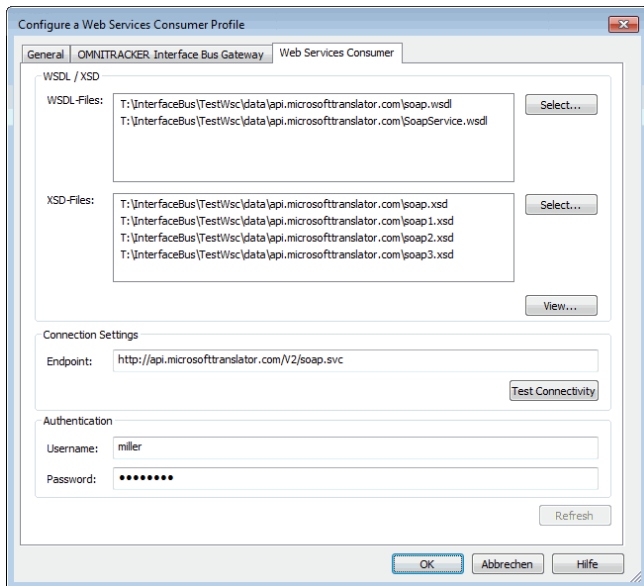 Configure a Web Services Consumer Profile
General OMNITRACKER Interface Bus Gateway Web Services Consumer
WSDL / XSD
WSDL-Files:
T:\InterfaceBus\TestWsc\data\api.microsofttranslator.com\soap.wsdl
T:\InterfaceBus\TestWsc\data\api.microsofttranslator.com\SoapService.wsdl
Select...
XSD-Files:
T:\InterfaceBus\TestWsc\data\api.microsofttranslator.com\soap.xsd
T:\InterfaceBus\TestWsc\data\api.microsofttranslator.com\soap1.xsd
T:\InterfaceBus\TestWsc\data\api.microsofttranslator.com\soap2.xsd
T:\InterfaceBus\TestWsc\data\api.microsofttranslator.com\soap3.xsd
Select...
View...
Connection Settings
Endpoint: http://api.microsofttranslator.com/V2/soap.svc
Test Connectivity
Authentication
Username: miller
Password: ●●●●●●●●
Refresh
OK Abbrechen Hilfe